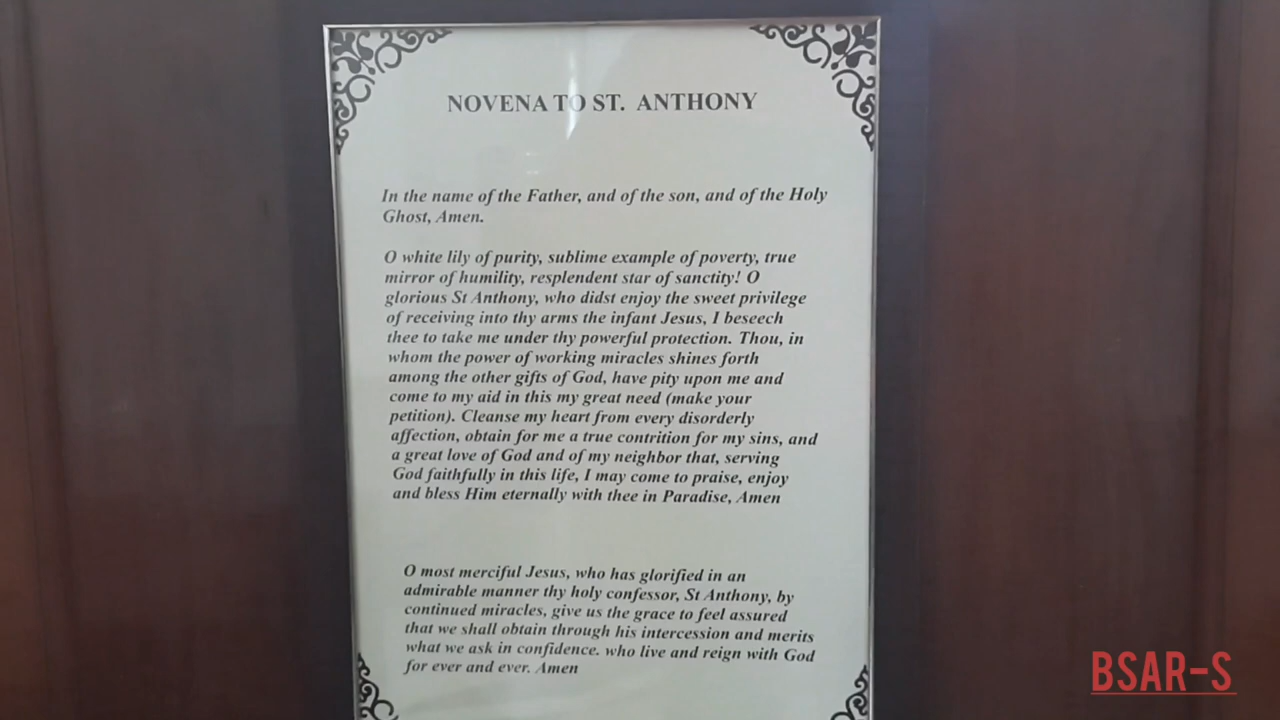 NOVENA TO ST. ANTHONY
In the name of the Father, and of the son, and of the Holy
Ghost, Amen.
O white lily of purity, sublime example of poverty, true
mirror of humility, resplendent star of sanctity! O
glorious St Anthony, who didst enjoy the sweet privilege
of receiving into thy arms the infant Jesus, I beseech
thee to take me under thy powerful protection. Thou, in
whom the power of working miracles shines forth
among the other gifts of God, have pity upon me and
come to my aid in this my great need (make your
petition). Cleanse my heart from every disorderly
affection, obtain for me a true contrition for my sins, and
a great love of God and of my neighbor that, serving
God faithfully in this life, I may come to praise, enjoy
and bless Him eternally with thee in Paradise, Amen
O most merciful Jesus, who has glorified in an
admirable manner thy holy confessor, St Anthony, by
continued miracles, give us the grace to feel assured
that we shall obtain through his intercession and merits
what we ask in confidence. who live and reign with God
for ever and ever. Amen
BSAR-S